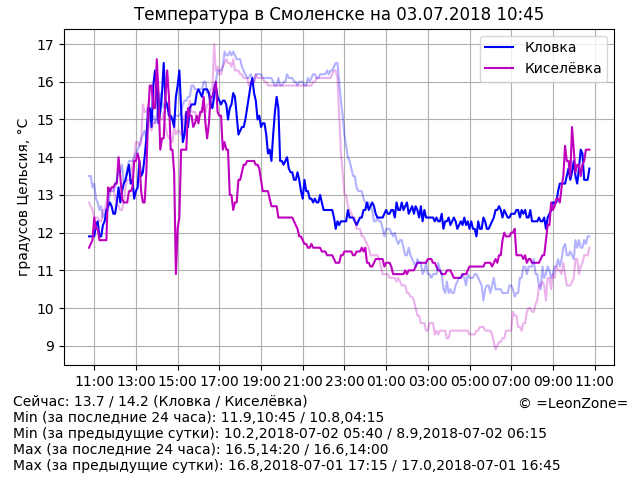 Температура в Смоленске на 03.07.2018 10:45
градусов Цельсия, °C
17
16
15
14
13
12
11
10
9
Кловка
Киселёвка
11:00 13:00 15:00 17:00 19:00 21:00 23:00 01:00 03:00 05:00 07:00 09:00 11:00
Сейчас: 13.7 / 14.2 (Кловка / Киселёвка)
© =LeonZone=
Min (за последние 24 часа): 11.9,10:45 / 10.8,04:15
Min (за предыдущие сутки): 10.2,2018-07-02 05:40 / 8.9,2018-07-02 06:15
Max (за последние 24 часа): 16.5,14:20 / 16.6,14:00
Max (за предыдущие сутки): 16.8,2018-07-01 17:15 / 17.0,2018-07-01 16:45